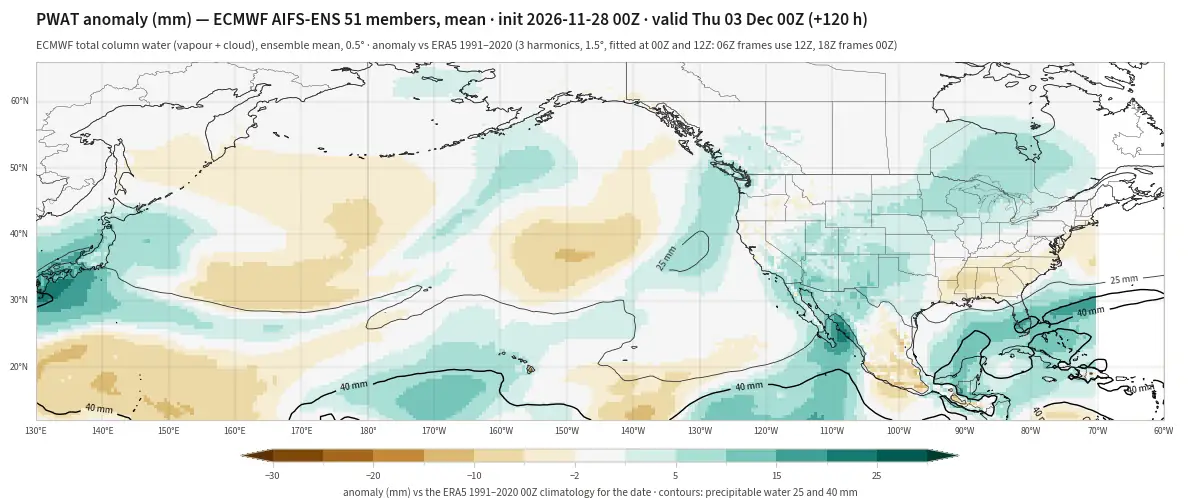 PWAT anomaly (mm) — ECMWF AIFS-ENS 51 members, mean · init 2026-11-28 00Z · valid Thu 03 Dec 00Z (+120 h)
ECMWF total column water (vapour + cloud), ensemble mean, 0.5° · anomaly vs ERA5 1991–2020 (3 harmonics, 1.5°, fitted at 00Z and 12Z: 06Z frames use 12Z, 18Z frames 00Z)
60°N
50°N
40°N
25 mm
25 mm
30°N
40 mm
20°N
40 mm
40 mm
40 mm
40 mm
40
130°E
140°E
150°E
160°E
170°E
180°
170°W
160°W
150°W
140°W
130°W
120°W
110°W
100°W
90°W
80°W
70°W
60°W
−30
−20
−10
−2
5
15
25
anomaly (mm) vs the ERA5 1991–2020 00Z climatology for the date · contours: precipitable water 25 and 40 mm